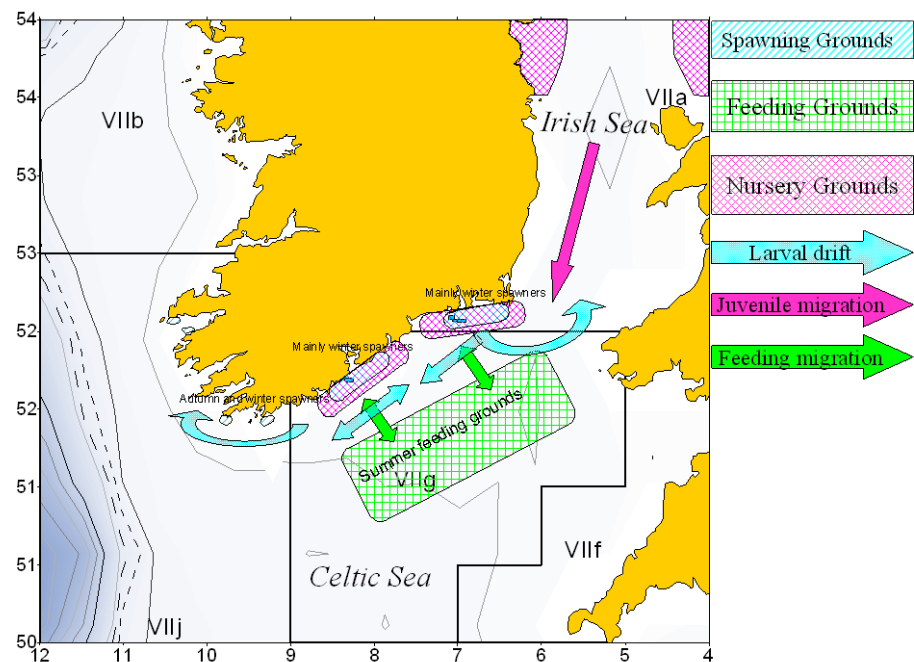 54
54
53
53
52
52
51
51
50
12
11
10
9
8
7
6
5
4
VIIb
VIIa
Irish Sea
Mainly winter spawners
Mainly winter spawners
Autumn and winter spawners
Summer feeding grounds
VIIg
VIIf
Celtic Sea
VIIj
Spawning Grounds
Feeding Grounds
Nursery Grounds
Larval drift
Juvenile migration
Feeding migration